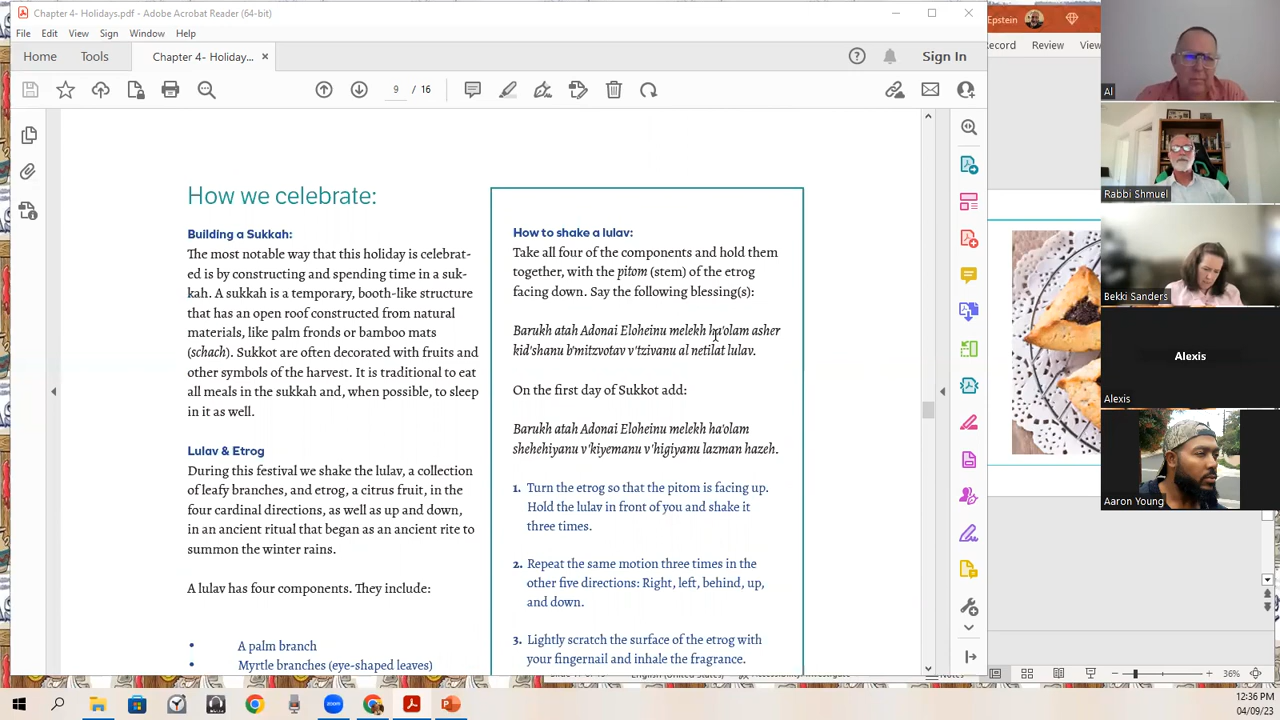 Chapter 4- Holidays.pdf - Adobe Acrobat Reader (64-bit)
File Edit View Sign Window Help
Home Tools Chapter 4- Holiday... × Sign In
9 / 16
How we celebrate:
Building a Sukkah:
The most notable way that this holiday is celebrat-
ed is by constructing and spending time in a suk-
kah. A sukkah is a temporary, booth-like structure
that has an open roof constructed from natural
materials, like palm fronds or bamboo mats
(schach). Sukkot are often decorated with fruits and
other symbols of the harvest. It is traditional to eat
all meals in the sukkah and, when possible, to sleep
in it as well.
Lulav & Etrog
During this festival we shake the lulav, a collection
of leafy branches, and etrog, a citrus fruit, in the
four cardinal directions, as well as up and down,
in an ancient ritual that began as an ancient rite to
summon the winter rains.
A lulav has four components. They include:
• A palm branch
• Myrtle branches (eye-shaped leaves)
How to shake a lulav:
Take all four of the components and hold them
together, with the pitom (stem) of the etrog
facing down. Say the following blessing(s):
Barukh atah Adonai Eloheinu melekh ha'olam asher
kid'shanu b'mitzvotav v'tzivanu al netilat lulav.
On the first day of Sukkot add:
Barukh atah Adonai Eloheinu melekh ha'olam
shehehiyanu v'kiyemanu v'higiyanu lazman hazeh.
1. Turn the etrog so that the pitom is facing up.
Hold the lulav in front of you and shake it
three times.
2. Repeat the same motion three times in the
other five directions: Right, left, behind, up,
and down.
3. Lightly scratch the surface of the etrog with
your fingernail and inhale the fragrance.
Epstein
ecord Review View
Al
Rabbi Shmuel
Bekki Sanders
Alexis
Alexis
Aaron Young
36%
12:36 PM
04/09/23